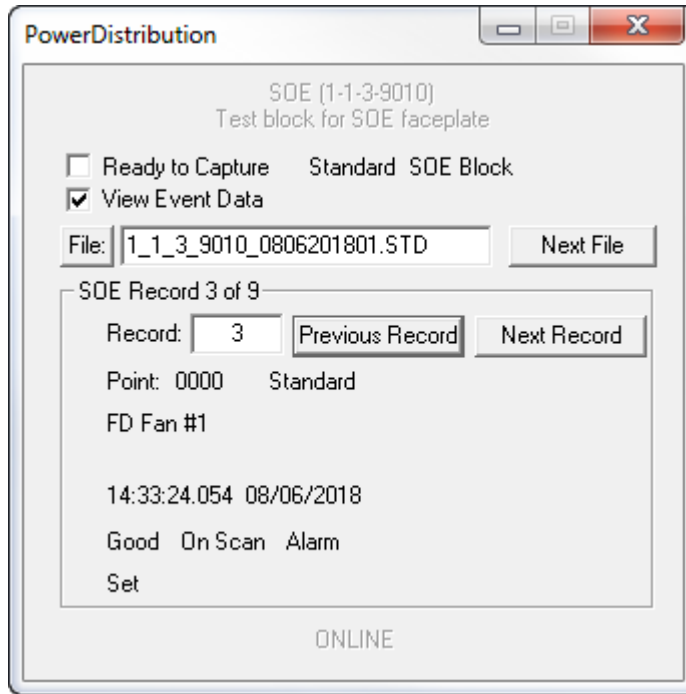 PowerDistribution
SOE (1-1-3-9010)
Test block for SOE faceplate
Ready to Capture Standard SOE Block
View Event Data
File: 1_1_3_9010_0806201801.STD Next File
SOE Record 3 of 9
Record: 3 Previous Record Next Record
Point: 0000 Standard
FD Fan #1
14:33:24.054 08/06/2018
Good On Scan Alarm
Set
ONLINE